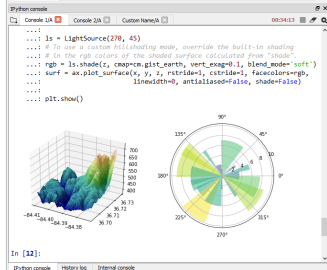 IPython console
Console 1/A Console 2/A Custom Name/A 00:34:13
...:
...: ls = LightSource(270, 45)
...: # To use a custom hillshading mode, override the built-in shading
...: # in the rgb colors of the shaded surface calculated from "shade".
...: rgb = ls.shade(z, cmap=cm.gist_earth, vert_exag=0.1, blend_mode='soft')
...: surf = ax.plot_surface(x, y, z, rstride=1, cstride=1, facecolors=rgb,
...: linewidth=0, antialiased=False, shade=False)
...:
...: plt.show()
90°
135° 45°
700
650
600
550
500
450
400
180° 0°
2 4 6 8 10
-84.41
-84.40
-84.39
-84.38
36.73
36.72
36.71
36.70
225° 315°
270°
In [12]:
IPython console History log Internal console